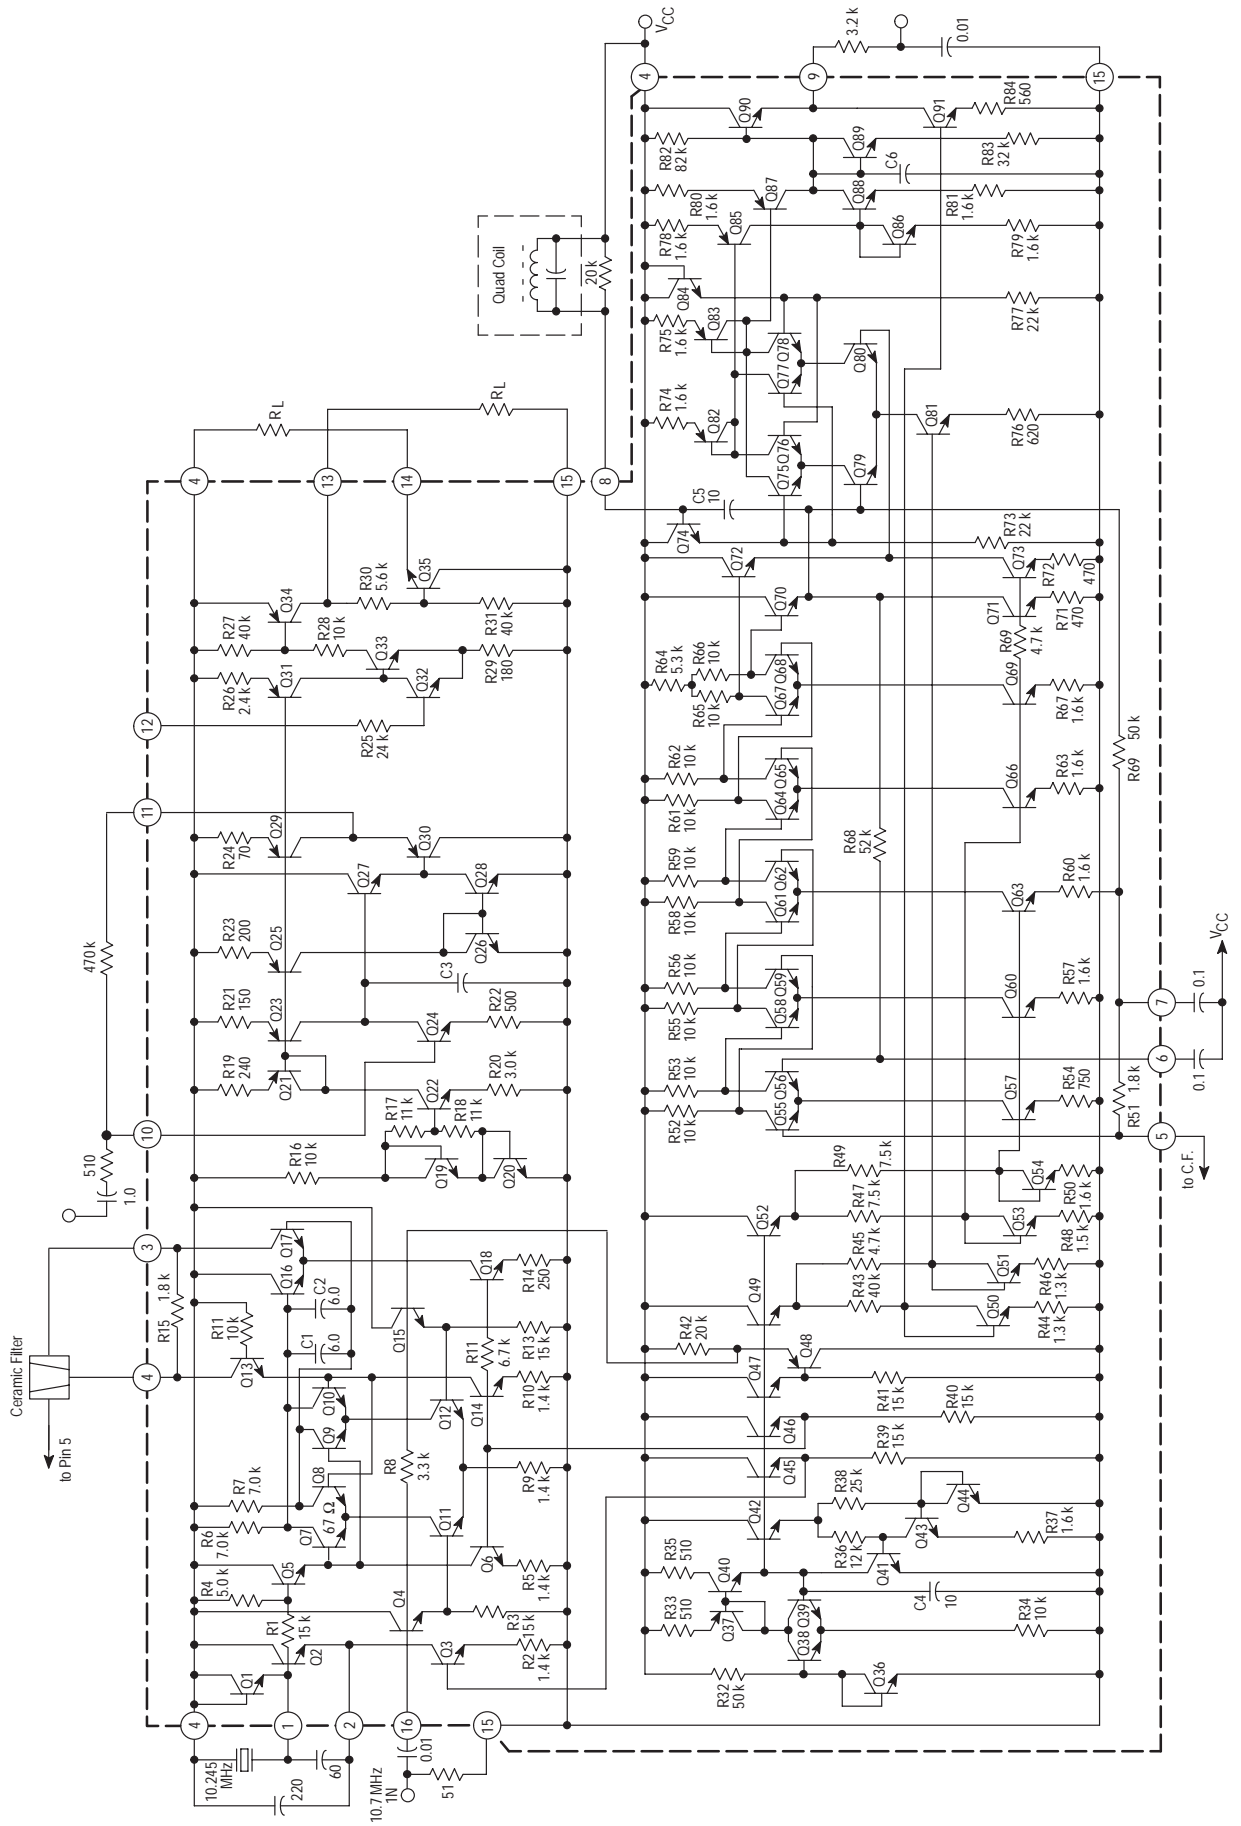 Ceramic Filter
to Pin 5
10.245
MHz
220
60
10.7 MHz
1N
0.01
51
4
1
2
16
15
4
3
10
11
12
4
13
14
15
8
510
1.0
470 k
Q1
Q2
R1
15 k
Q3
R2
1.4 k
R3
15 k
Q4
R4
5.0 k
Q5
Q6
R5
1.4 k
R6
7.0 k
R7
7.0 k
Q7
67 Ω
Q8
Q9
Q10
Q11
R8
3.3 k
R9
1.4 k
Q12
Q13
R11
10 k
R15
1.8 k
C1
6.0
C2
6.0
Q14
R10
1.4 k
R11
6.7 k
Q15
R13
15 k
Q16
Q17
Q18
R14
250
R16
10 k
Q19
Q20
R17
11 k
R18
11 k
R19
240
Q21
Q22
R20
3.0 k
R21
150
Q23
Q24
R22
500
C3
R23
200
Q25
Q26
Q27
Q28
R24
70
Q29
Q30
R25
24 k
R26
2.4 k
Q31
Q32
R27
40 k
R28
10 k
Q33
R29
180
Q34
R30
5.6 k
Q35
R31
40 k
RL
RL
Quad Coil
20 k
VCC
R32
50 k
Q36
R33
510
Q37
Q38
Q39
R34
10 k
R35
510
Q40
C4
10
Q41
Q42
R36
12 k
R38
25 k
Q43
Q44
R37
1.6 k
Q45
R39
15 k
Q46
R40
15 k
Q47
R41
15 k
R42
20 k
Q48
Q49
R43
40 k
R45
4.7 k
Q50
R44
1.3 k
Q51
R46
1.3 k
Q52
R47
7.5 k
R49
7.5 k
Q53
R48
1.5 k
Q54
R50
1.6 k
R52
10 k
R53
10 k
Q55
Q56
Q57
R54
750
R51
1.8 k
R55
10 k
R56
10 k
Q58
Q59
Q60
R57
1.6 k
R58
10 k
R59
10 k
Q61
Q62
Q63
R60
1.6 k
R61
10 k
R62
10 k
Q64
Q65
Q66
R63
1.6 k
R68
52 k
R64
5.3 k
R65
10 k
R66
10 k
Q67
Q68
Q69
R67
1.6 k
R69
4.7 k
R69
50 k
Q70
Q71
R71
470
Q72
Q73
R72
470
Q74
R73
22 k
C5
10
R74
1.6 k
R75
1.6 k
Q75
Q76
Q77
Q78
Q79
Q80
Q81
R76
620
Q82
Q83
Q84
R77
22 k
R78
1.6 k
Q85
Q86
R79
1.6 k
R80
1.6 k
Q87
Q88
R81
1.6 k
C6
R82
82 k
Q89
R83
32 k
Q90
Q91
R84
560
4
9
15
3.2 k
0.01
5
6
7
to C.F.
0.1
0.1
VCC